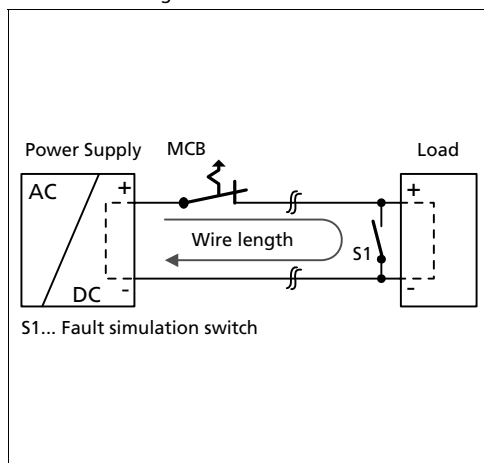 Power Supply MCB Load
AC + +
Wire length
S1
DC - -
S1... Fault simulation switch